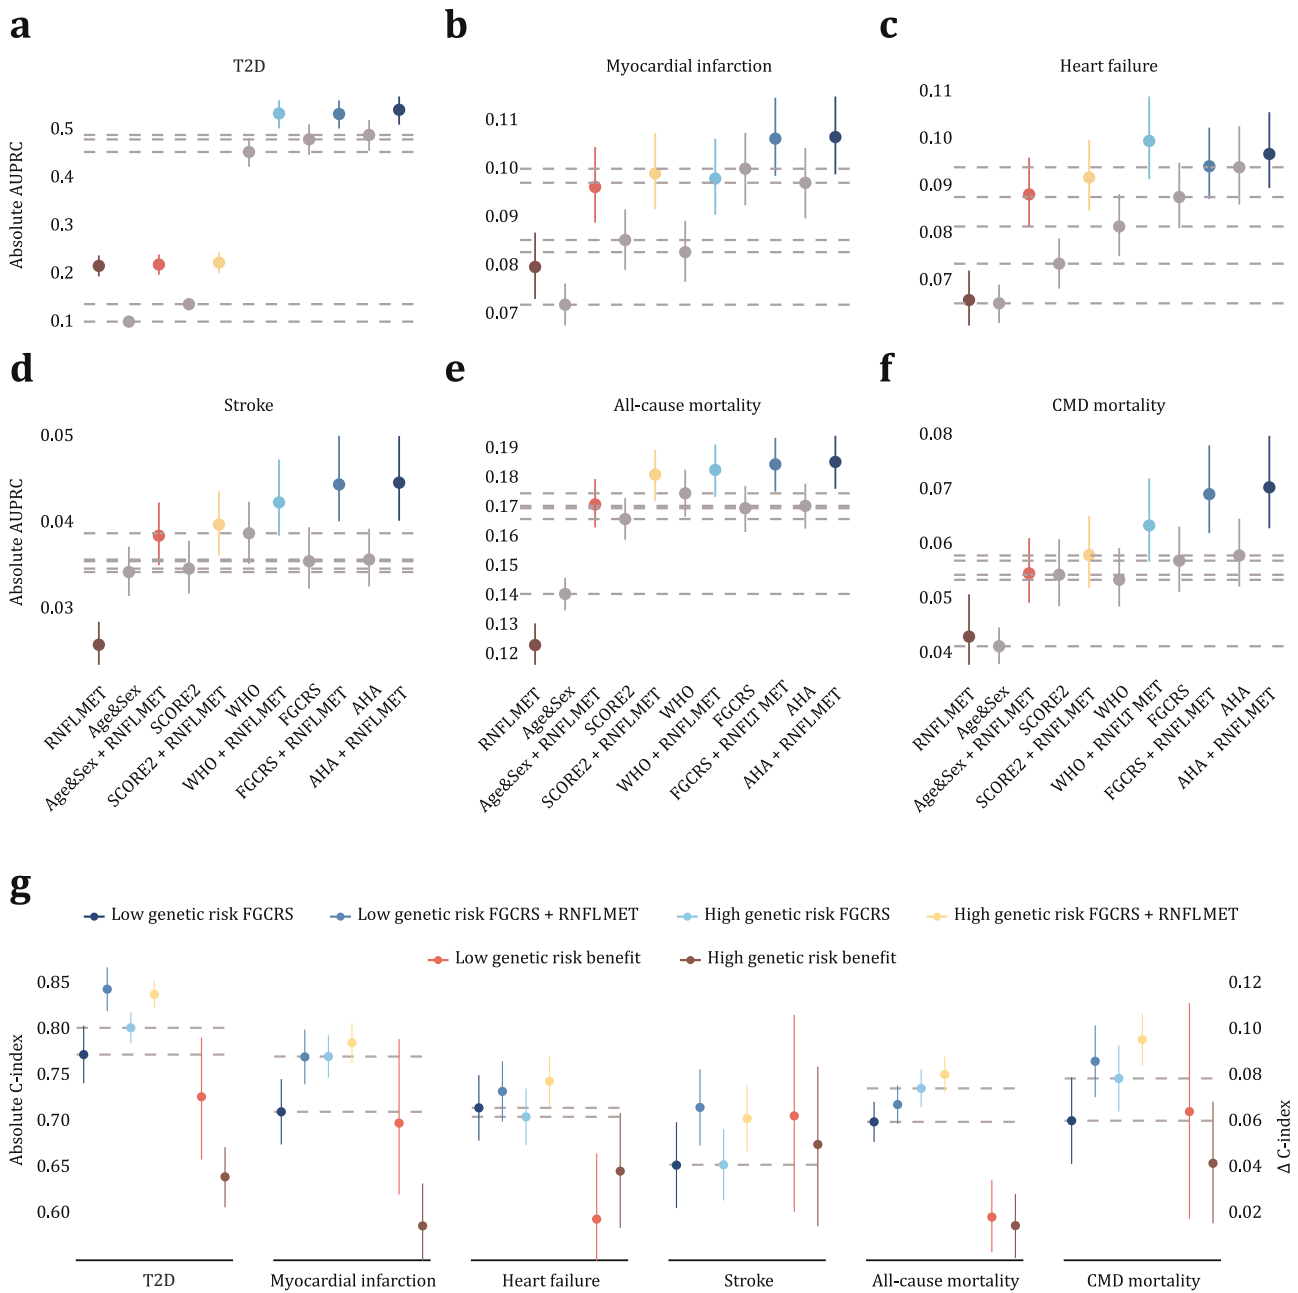 a
b
c
T2D
Myocardial infarction
Heart failure
Absolute AUPRC
0.5
0.4
0.3
0.2
0.1
0.11
0.10
0.09
0.08
0.07
0.11
0.10
0.09
0.08
0.07
d
e
f
Stroke
All-cause mortality
CMD mortality
Absolute AUPRC
0.05
0.04
0.03
0.19
0.18
0.17
0.16
0.15
0.14
0.13
0.12
0.08
0.07
0.06
0.05
0.04
RNFLMET
Age&Sex
Age&Sex + RNFLMET
SCORE2
SCORE2 + RNFLMET
WHO
WHO + RNFLMET
FGCRS
FGCRS + RNFLMET
AHA
AHA + RNFLMET
RNFLMET
Age&Sex
Age&Sex + RNFLMET
SCORE2
SCORE2 + RNFLMET
WHO
WHO + RNFLMET
FGCRS
FGCRS + RNFLT MET
AHA
AHA + RNFLMET
RNFLMET
Age&Sex
Age&Sex + RNFLMET
SCORE2
SCORE2 + RNFLMET
WHO
WHO + RNFLT MET
FGCRS
FGCRS + RNFLMET
AHA
AHA + RNFLMET
g
Low genetic risk FGCRS
Low genetic risk FGCRS + RNFLMET
High genetic risk FGCRS
High genetic risk FGCRS + RNFLMET
Low genetic risk benefit
High genetic risk benefit
Absolute C-index
0.85
0.80
0.75
0.70
0.65
0.60
0.12
0.10
0.08
0.06
0.04
0.02
Δ C-index
T2D
Myocardial infarction
Heart failure
Stroke
All-cause mortality
CMD mortality